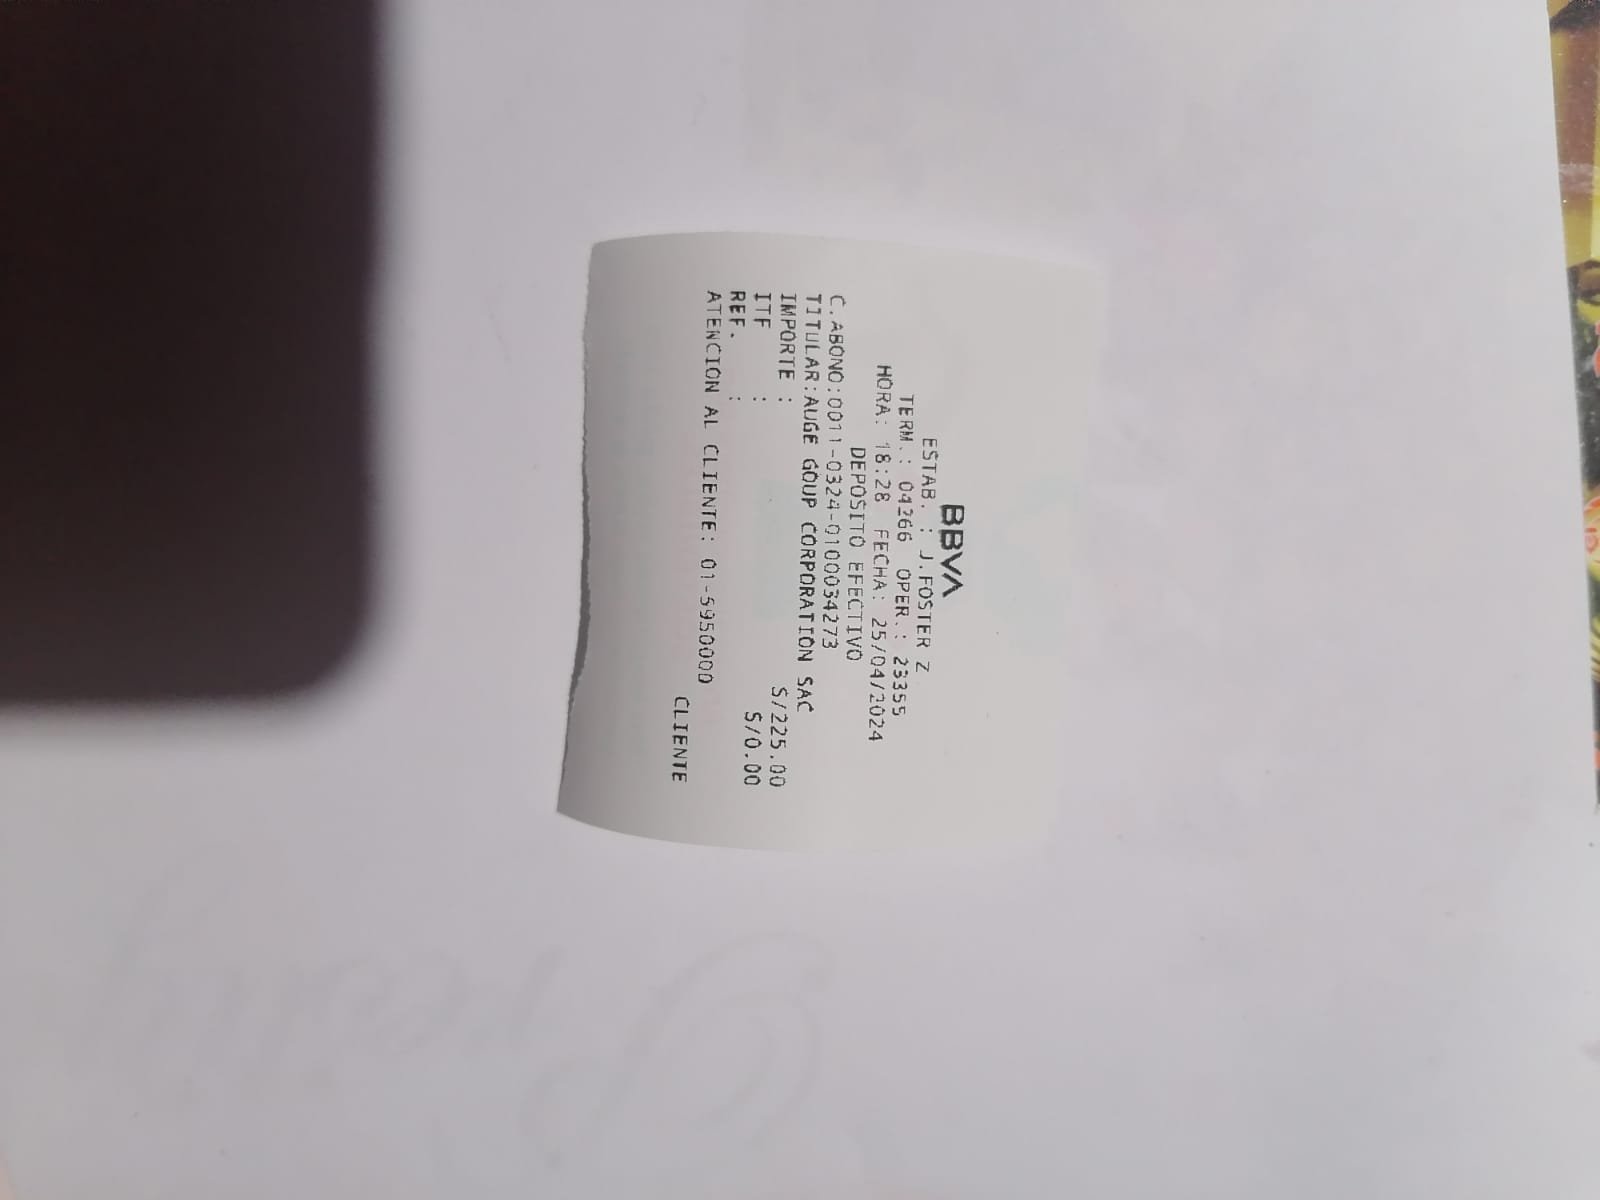 BBVA
ESTAB. : J.FOSTER Z
TERM.: 04266 OPER.: 23355
HORA: 18:28 FECHA: 25/04/2024
DEPOSITO EFECTIVO
C.ABONO:0011-0324-0100034273
TITULAR:AUGE GOUP CORPORATION SAC
IMPORTE : S/225.00
ITF : S/0.00
REF. :
ATENCION AL CLIENTE: 01-5950000
CLIENTE